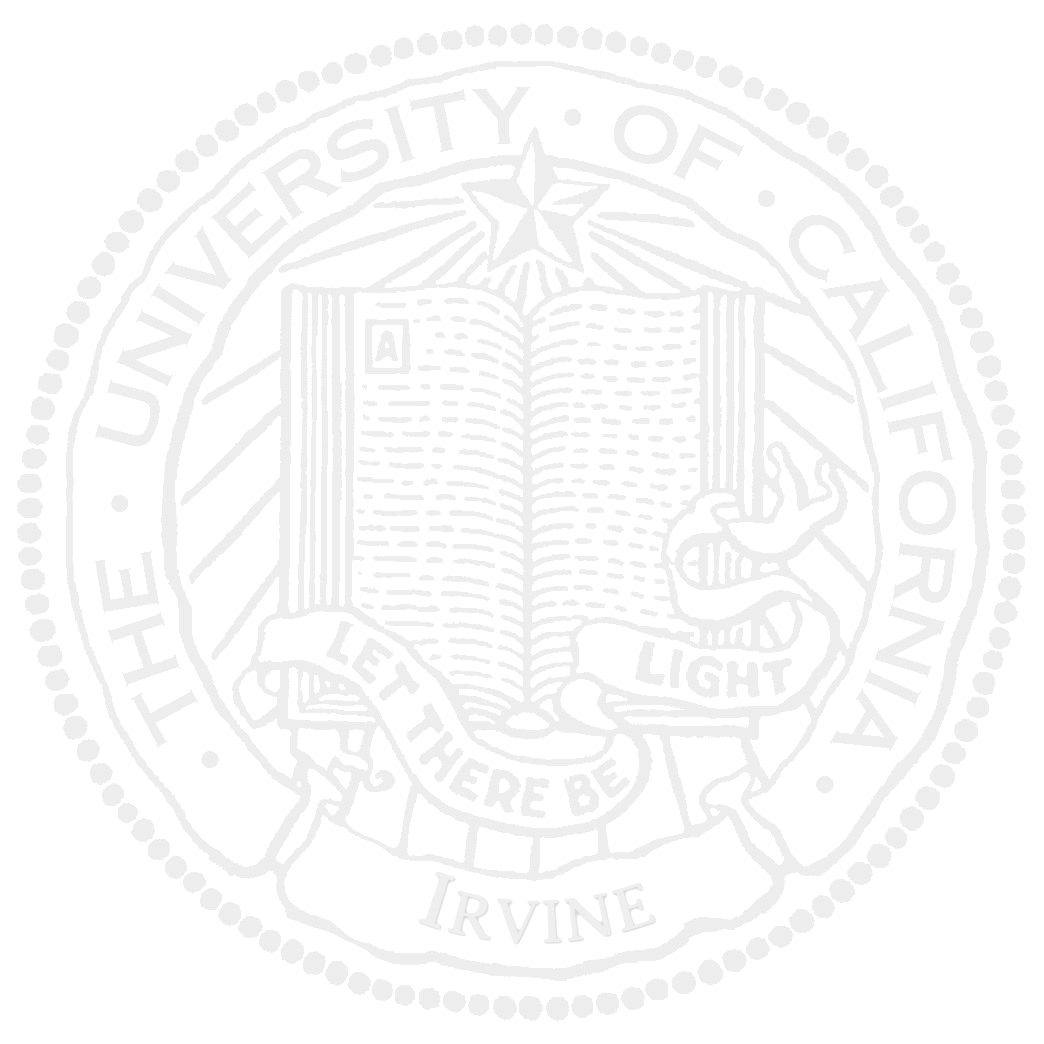 · THE · UNIVERSITY · OF · CALIFORNIA ·
A
LET THERE BE
LIGHT
IRVINE